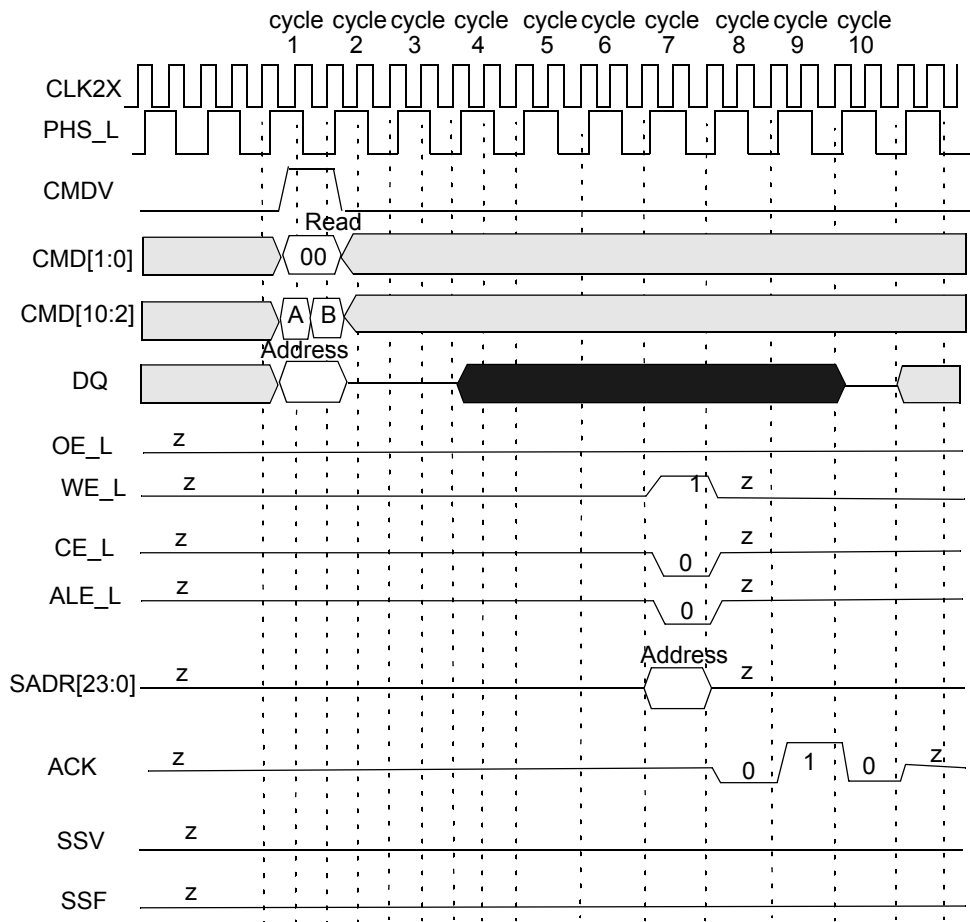 cycle cycle cycle cycle cycle cycle cycle cycle cycle cycle
1 2 3 4 5 6 7 8 9 10
CLK2X
PHS_L
CMDV
Read
CMD[1:0] 00
CMD[10:2] A B
Address
DQ
OE_L z
WE_L z 1 z
CE_L z 0 z
ALE_L z 0 z
Address
SADR[23:0] z z
ACK z 0 1 0 z
SSV z
SSF z